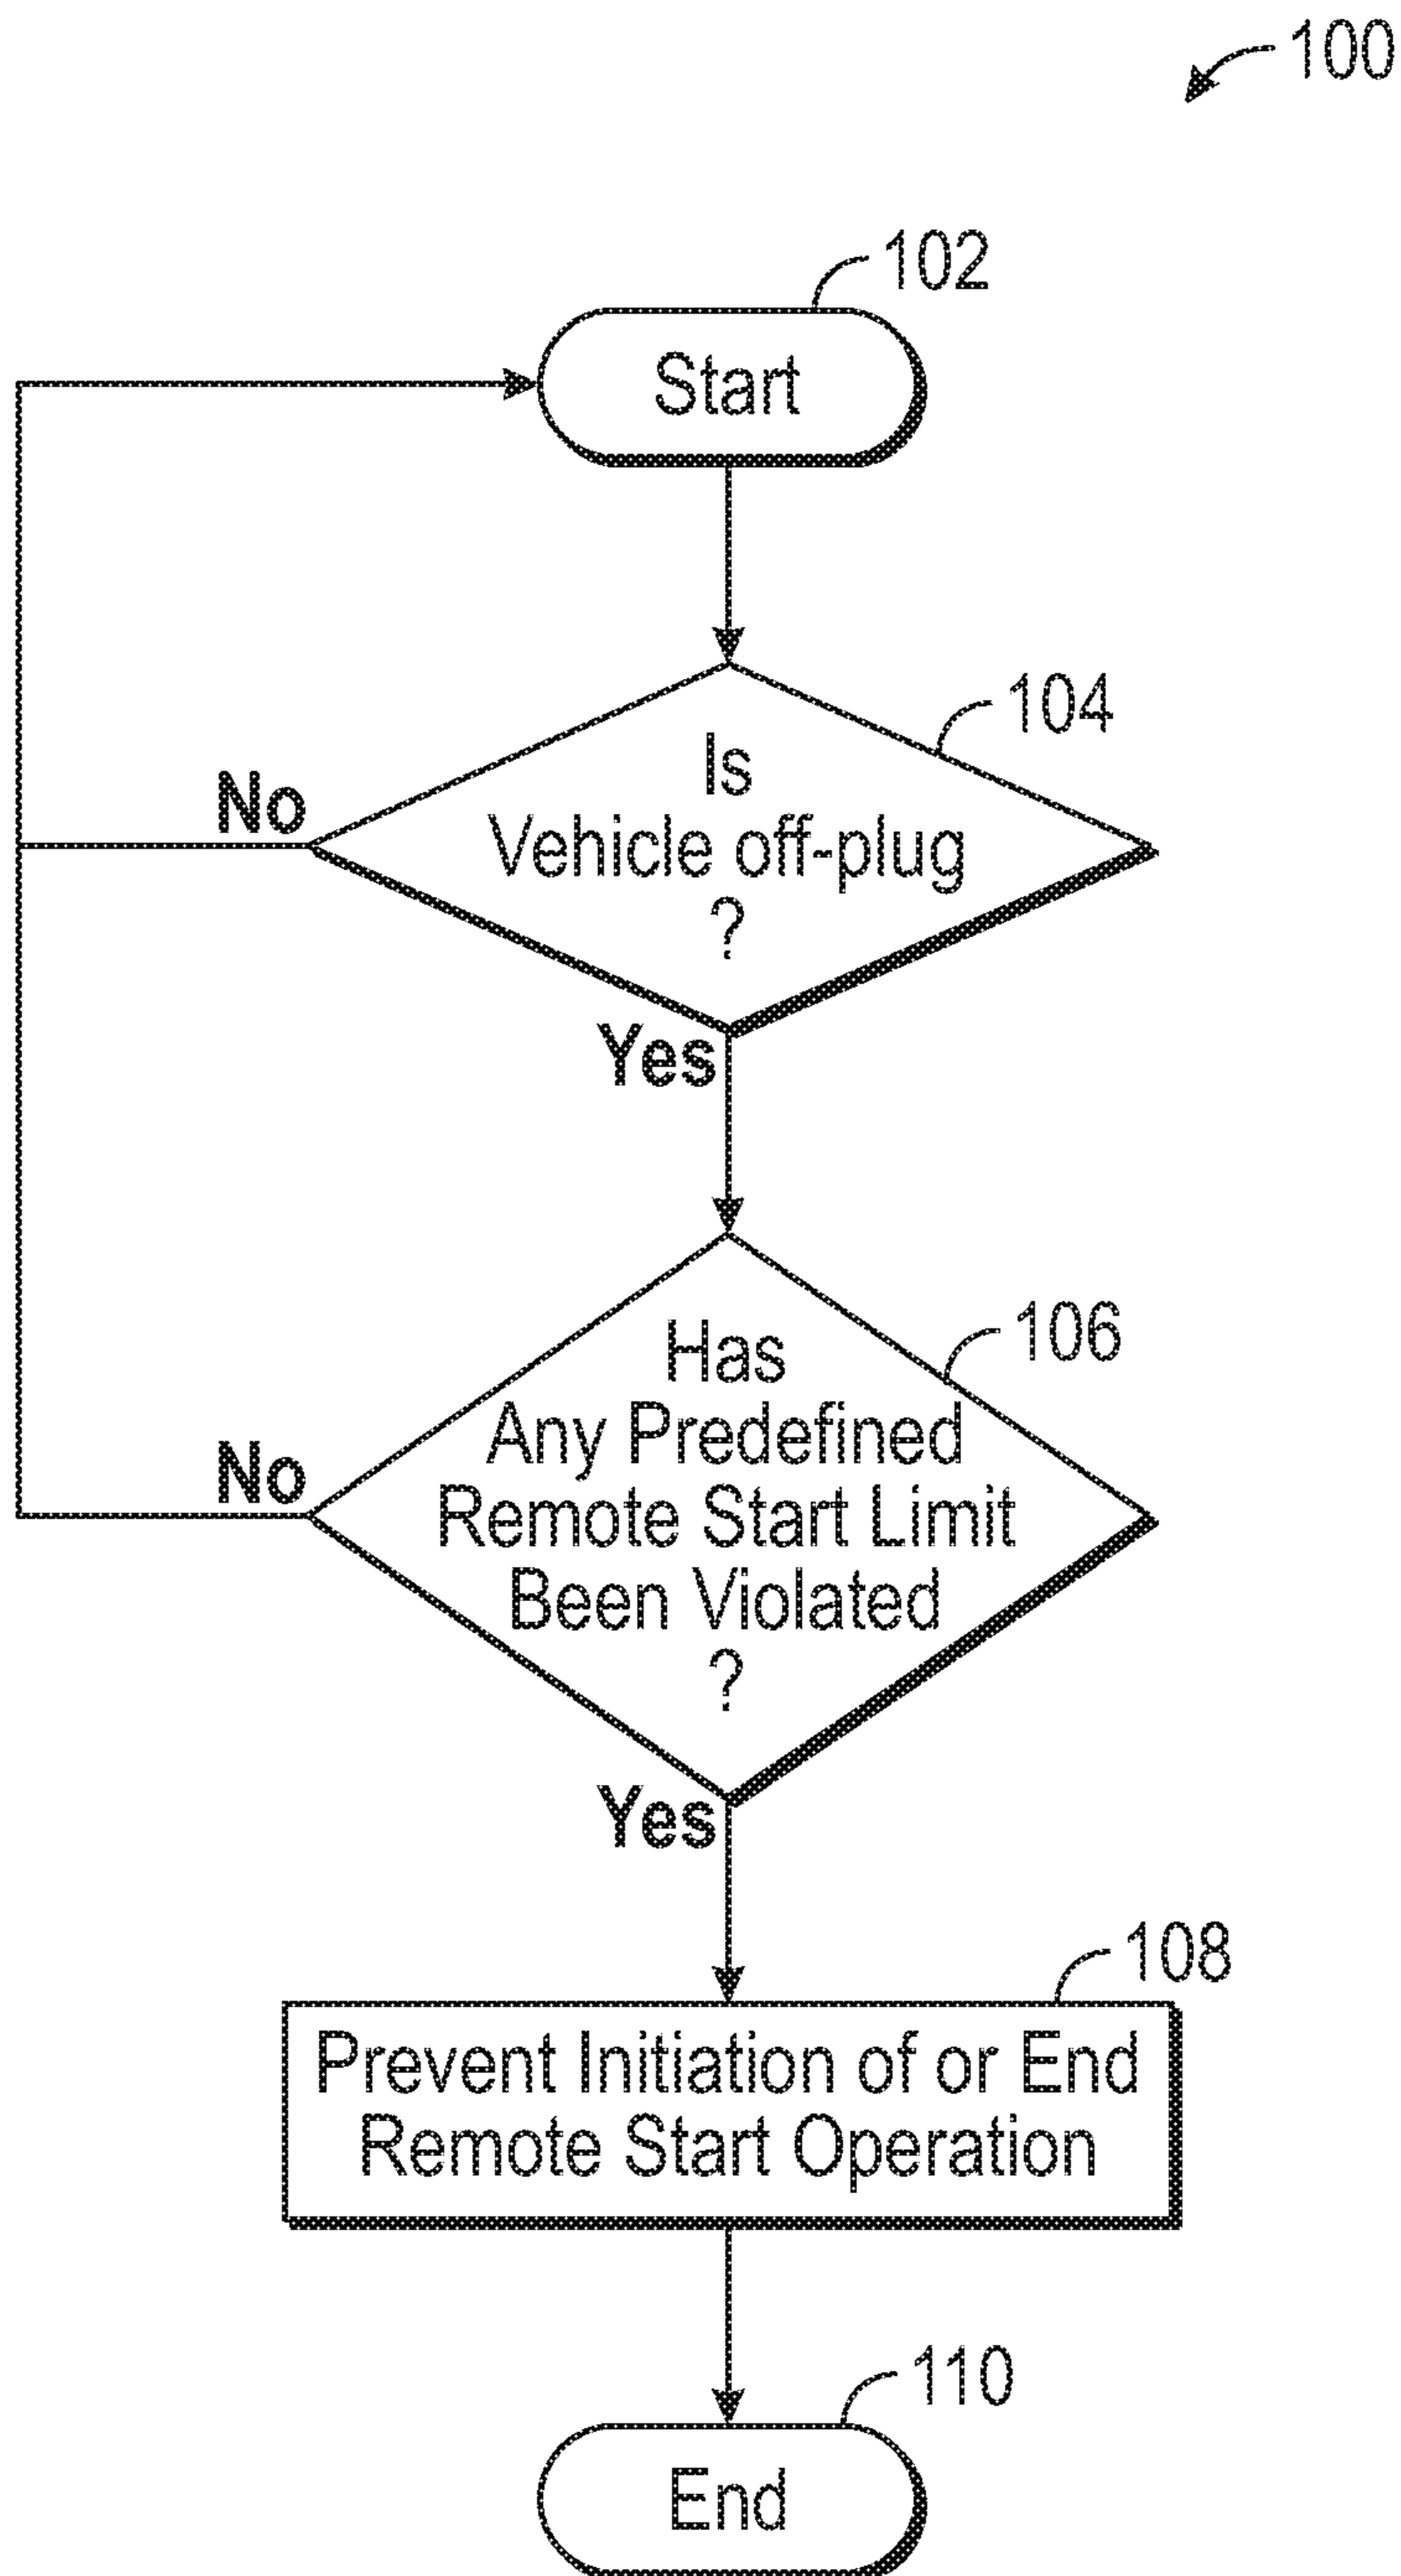 100
102
Start
104
Is
Vehicle off-plug
?
No
Yes
106
Has
Any Predefined
Remote Start Limit
Been Violated
?
No
Yes
108
Prevent Initiation of or End
Remote Start Operation
110
End